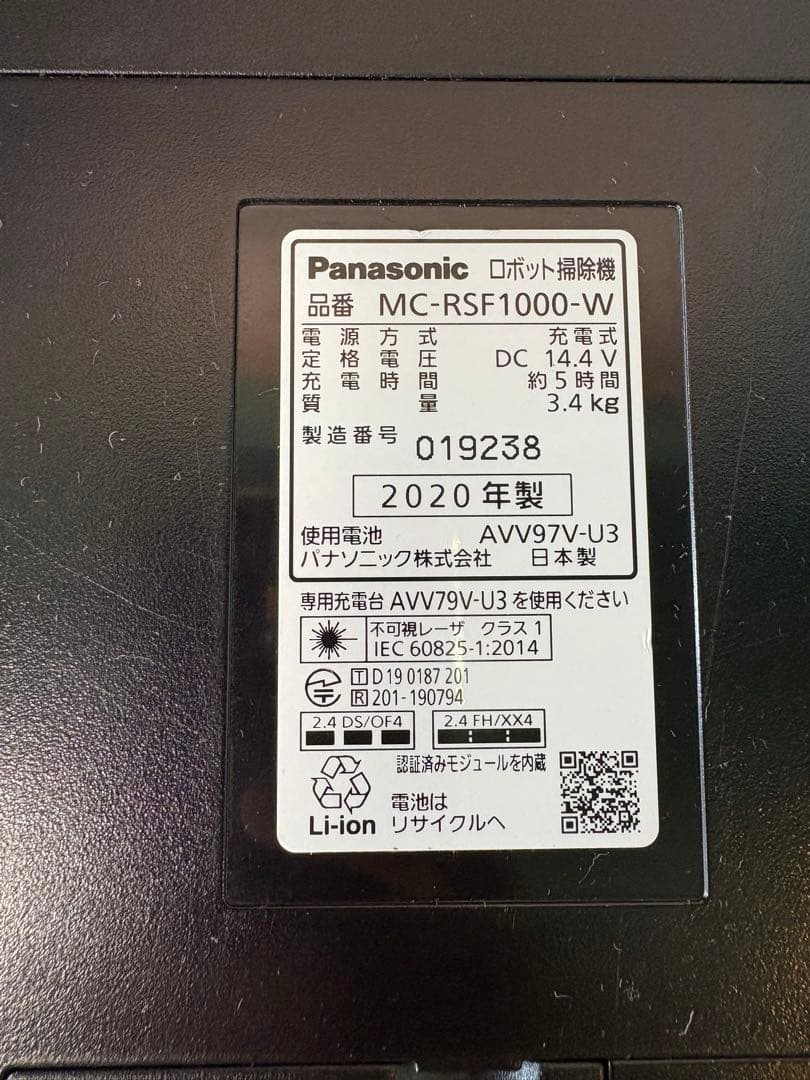 Panasonic ロボット掃除機
品番 MC-RSF1000-W
電源方式 充電式
定格電圧 DC 14.4 V
充電時間 約5時間
質量 3.4 kg
製造番号 019238
2020年製
使用電池 AVV97V-U3
パナソニック株式会社 日本製
専用充電台 AVV79V-U3 を使用ください
不可視レーザ クラス1
IEC 60825-1:2014
T D 19 0187 201
R 201-190794
2.4 DS/OF4 2.4 FH/XX4
認証済みモジュールを内蔵
電池は
Li-ion リサイクルへ